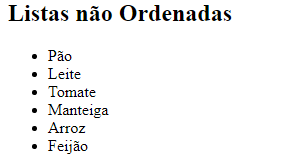 Listas não Ordenadas
Pão
Leite
Tomate
Manteiga
Arroz
Feijão